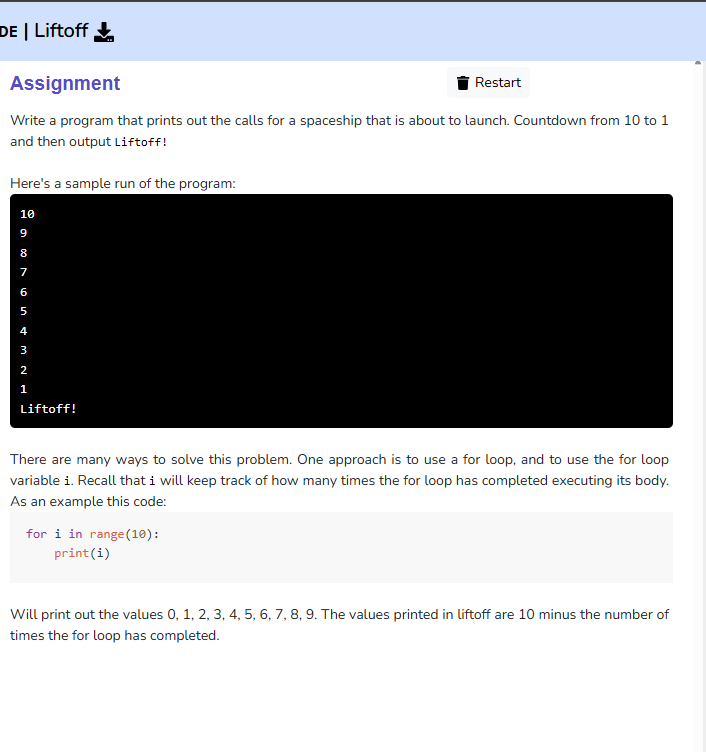 DE | Liftoff
Assignment
Restart
Write a program that prints out the calls for a spaceship that is about to launch. Countdown from 10 to 1
and then output Liftoff!
Here's a sample run of the program:
10
9
8
7
6
5
4
3
2
1
Liftoff!
There are many ways to solve this problem. One approach is to use a for loop, and to use the for loop
variable i. Recall that i will keep track of how many times the for loop has completed executing its body.
As an example this code:
for i in range(10):
    print(i)
Will print out the values 0, 1, 2, 3, 4, 5, 6, 7, 8, 9. The values printed in liftoff are 10 minus the number of
times the for loop has completed.